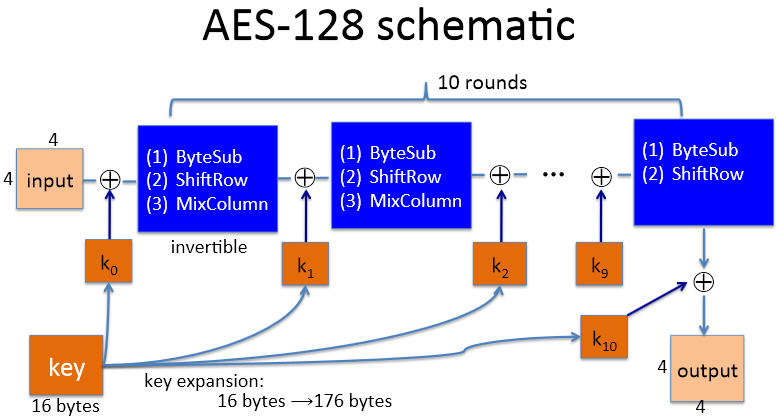 AES-128 schematic
10 rounds
4
4
input
⊕
(1) ByteSub
(2) ShiftRow
(3) MixColumn
invertible
⊕
(1) ByteSub
(2) ShiftRow
(3) MixColumn
⊕
...
⊕
(1) ByteSub
(2) ShiftRow
k0
k1
k2
k9
⊕
k10
key
16 bytes
key expansion:
16 bytes ⟶176 bytes
4
output
4